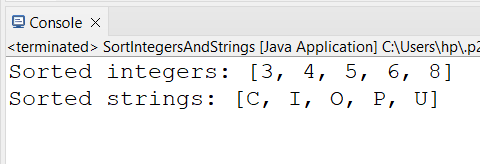 Console ×
<terminated> SortIntegersAndStrings [Java Application] C:\Users\hp\.p2
Sorted integers: [3, 4, 5, 6, 8]
Sorted strings: [C, I, O, P, U]